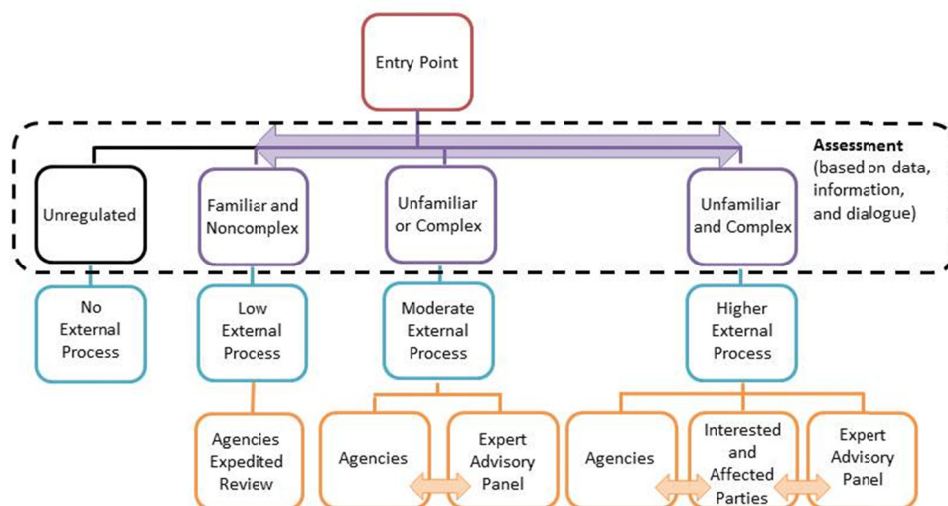 Entry Point
Assessment
(based on data,
information,
and dialogue)
Unregulated
Familiar and
Noncomplex
Unfamiliar
or Complex
Unfamiliar
and Complex
No
External
Process
Low
External
Process
Moderate
External
Process
Higher
External
Process
Agencies
Expedited
Review
Agencies
Expert
Advisory
Panel
Agencies
Interested
and
Affected
Parties
Expert
Advisory
Panel